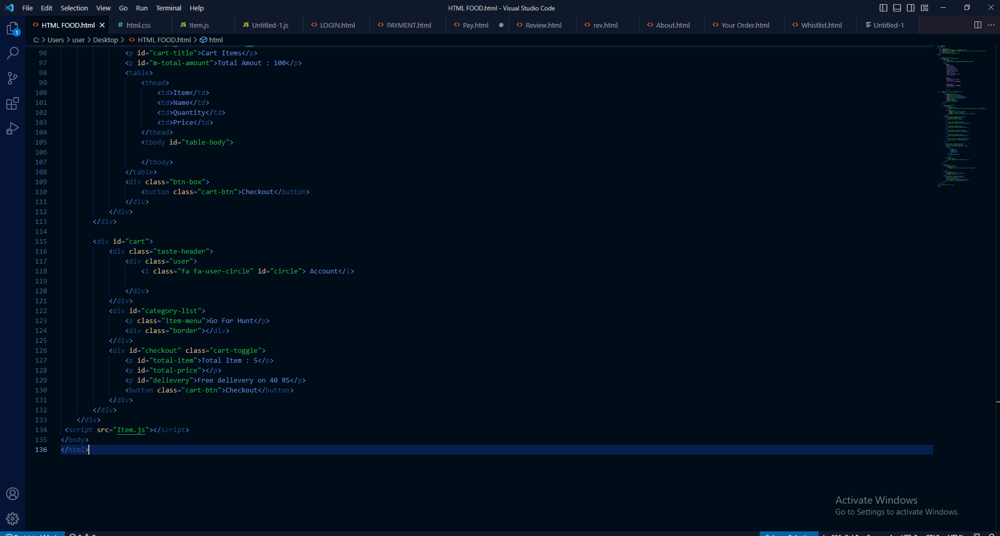 File Edit Selection View Go Run Terminal Help
HTML FOOD.html - Visual Studio Code
HTML FOOD.html html.css Item.js Untitled-1.js LOGIN.html PAYMENT.html Pay.html Review.html rev.html About.html Your Order.html Whistlist.html Untitled-1
1
C: > Users > user > Desktop > HTML FOOD.html > html
96 <p id="cart-title">Cart Items</p>
97 <p id="m-total-amount">Total Amout : 100</p>
98 <table>
99 <thead>
100 <td>Item</td>
101 <td>Name</td>
102 <td>Quantity</td>
103 <td>Price</td>
104 </thead>
105 <tbody id="table-body">
106
107 </tbody>
108 </table>
109 <div class="btn-box">
110 <button class="cart-btn">Checkout</button>
111 </div>
112 </div>
113 </div>
114
115 <div id="cart">
116 <div class="taste-header">
117 <div class="user">
118 <i class="fa fa-user-circle" id="circle"> Account</i>
119
120 </div>
121 </div>
122 <div id="category-list">
123 <p class="item-menu">Go For Hunt</p>
124 <div class="border"></div>
125 </div>
126 <div id="checkout" class="cart-toggle">
127 <p id="total-item">Total Item : 5</p>
128 <p id="total-price"></p>
129 <p id="delievery">Free delievery on 40 RS</p>
130 <button class="cart-btn">Checkout</button>
131 </div>
132 </div>
133 </div>
134 <script src="Item.js"></script>
135 </body>
136 </html>
Activate Windows
Go to Settings to activate Windows.